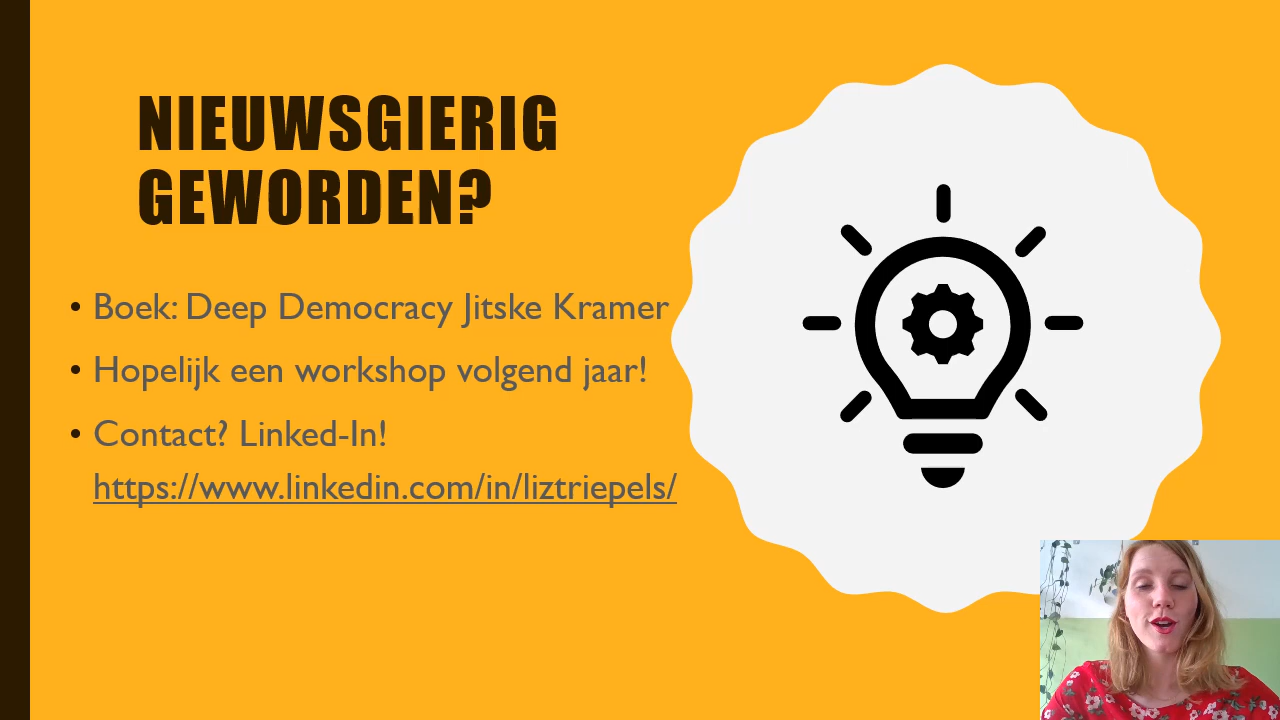 NIEUWSGIERIG
GEWORDEN?
• Boek: Deep Democracy Jitske Kramer
• Hopelijk een workshop volgend jaar!
• Contact? Linked-In!
https://www.linkedin.com/in/liztriepels/